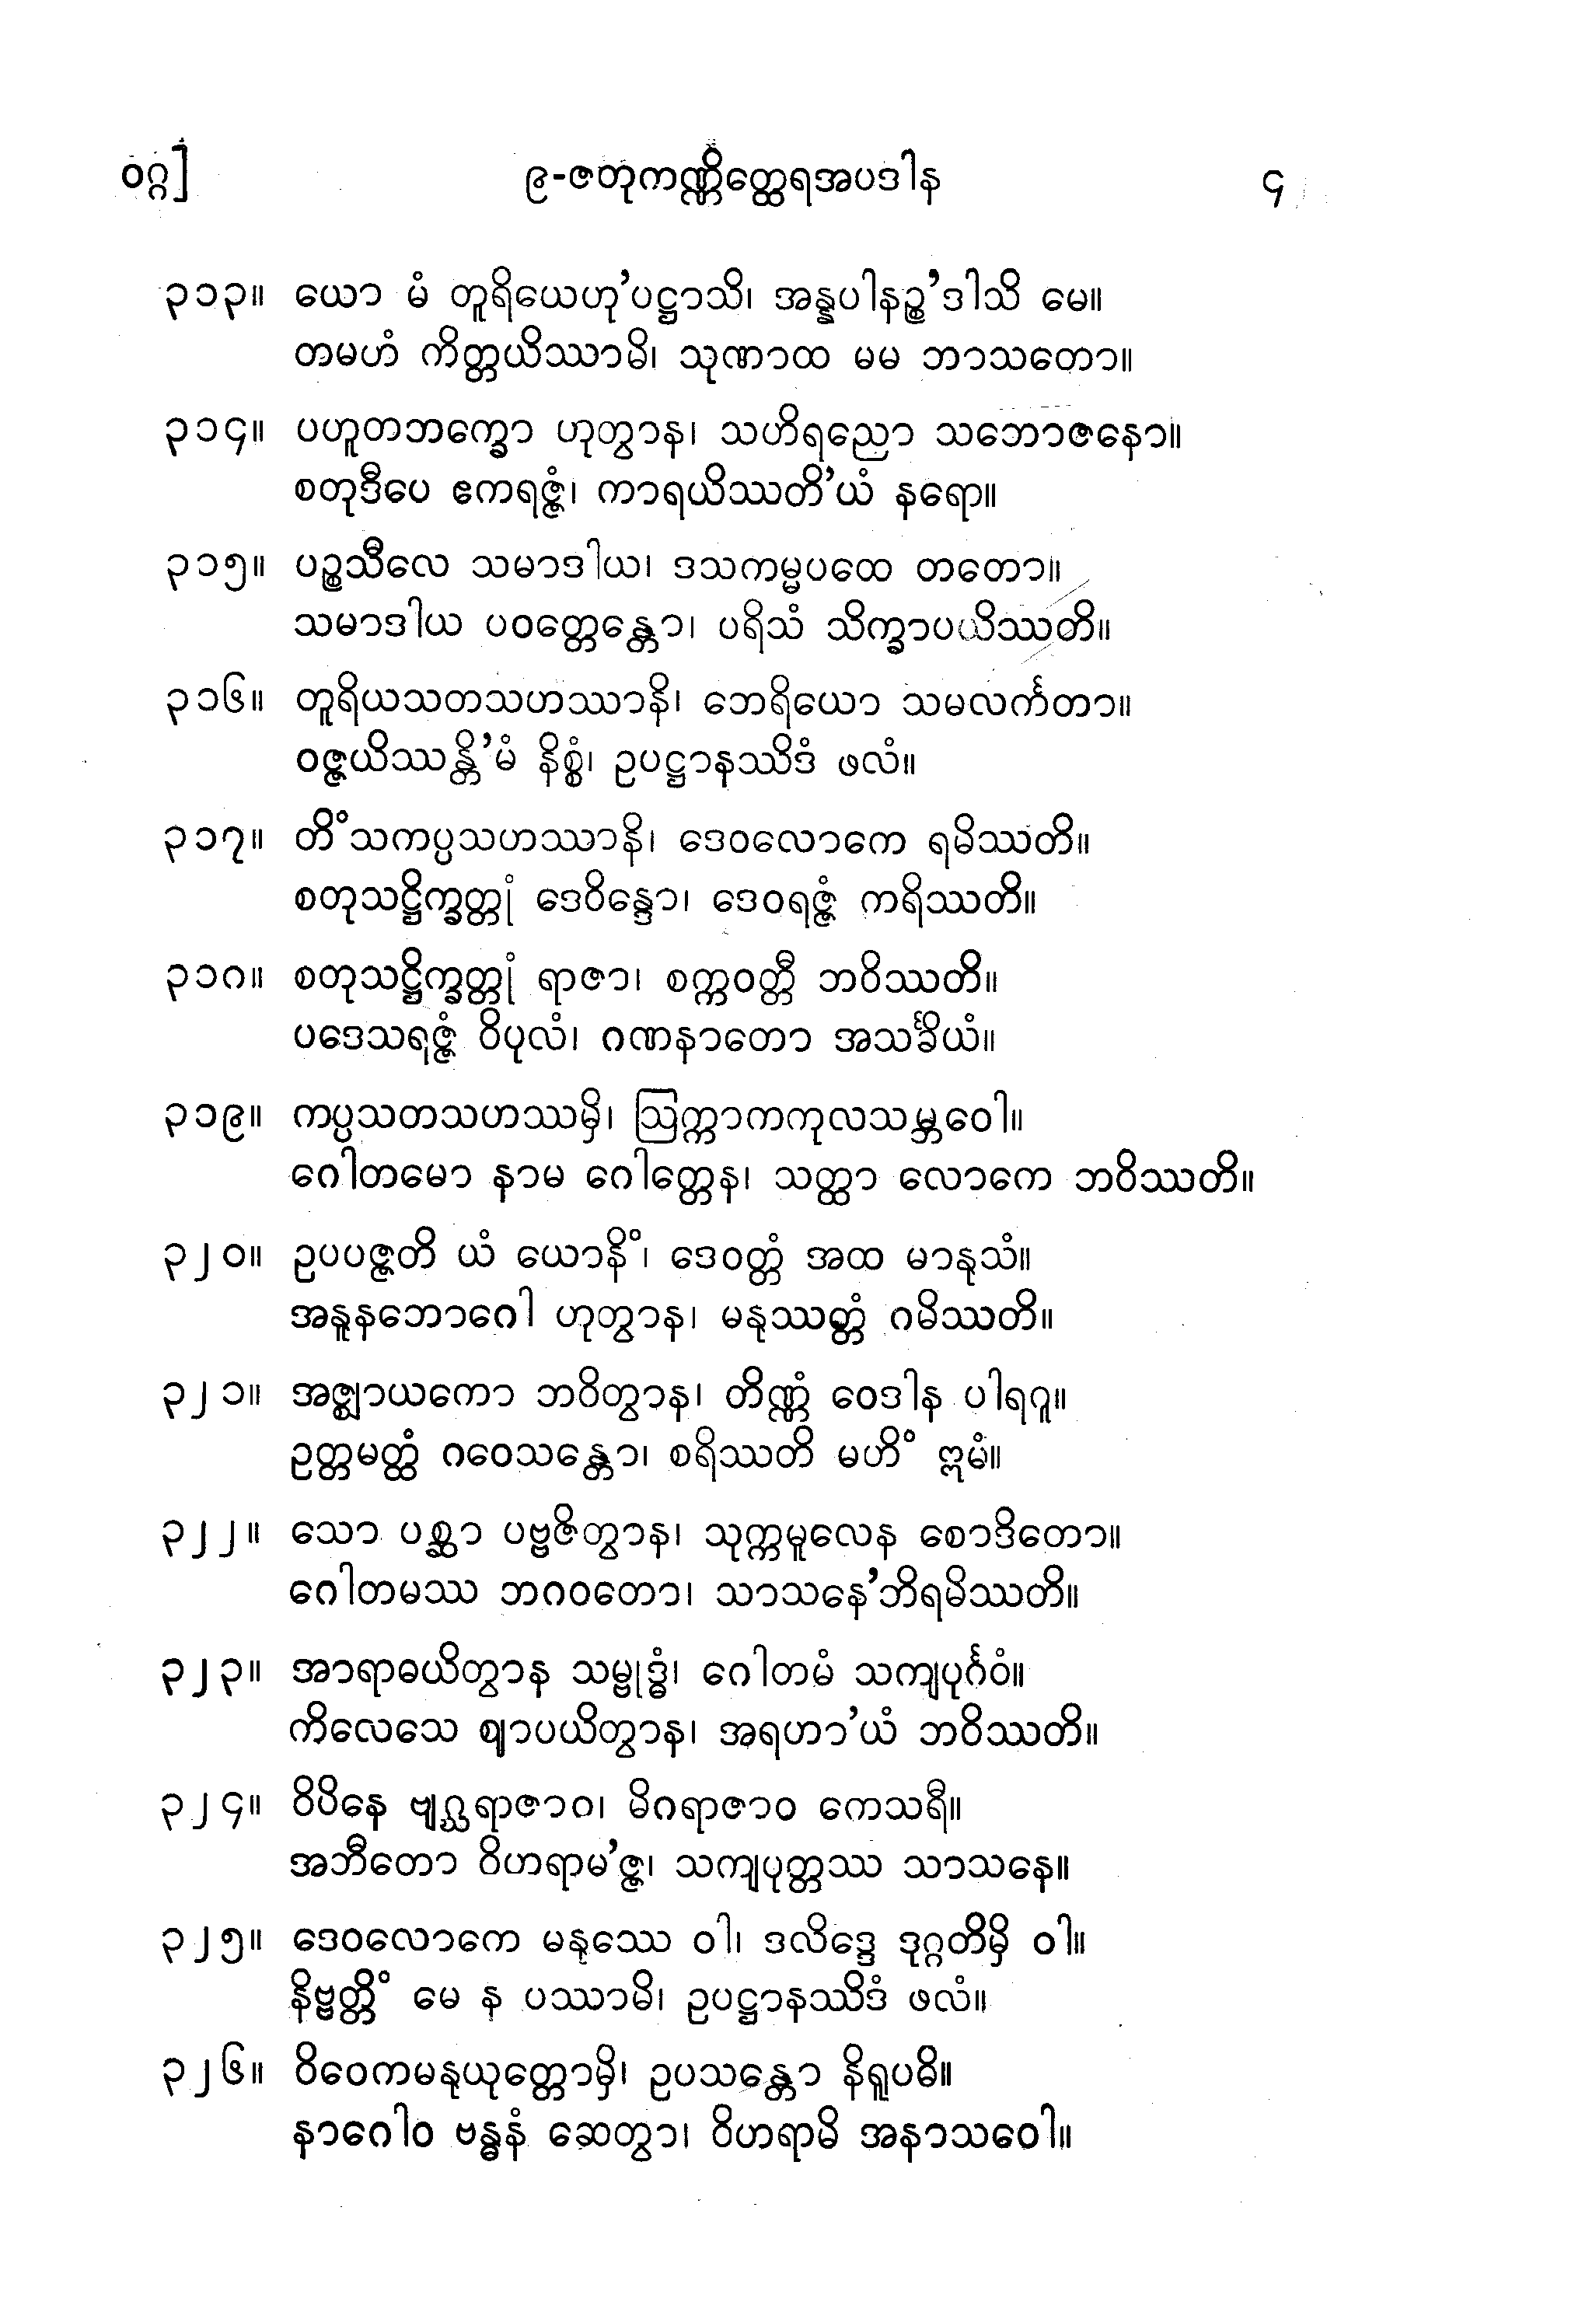 ဝဂ္ဂ] ၉-ဇတုကဏ္ဏိတ္ထေရအပဒါန ၄
၃၁၃။ ယော မံ တူရိယေဟု’ပဋ္ဌာသိ၊ အန္နပါနဉ္စ’ဒါသိ မေ။
တမဟံ ကိတ္တယိဿာမိ၊ သုဏာထ မမ ဘာသတော။
၃၁၄။ ပဟူတဘက္ခော ဟုတွာန၊ သဟိရညော သဘောဇနော။
စတုဒီပေ ဧကရဇ္ဇံ၊ ကာရယိဿတိ’ယံ နရော။
၃၁၅။ ပဉ္စသီလေ သမာဒါယ၊ ဒသကမ္မပထေ တတော။
သမာဒါယ ပဝတ္တေန္တော၊ ပရိသံ သိက္ခာပယိဿတိ။
၃၁၆။ တူရိယသတသဟဿာနိ၊ ဘေရိယော သမလင်္ကတာ။
ဝဇ္ဇယိဿန္တိ’မံ နိစ္စံ၊ ဥပဋ္ဌာနဿိဒံ ဖလံ။
၃၁၇။ တိံသကပ္ပသဟဿာနိ၊ ဒေဝလောကေ ရမိဿတိ။
စတုသဋ္ဌိက္ခတ္တုံ ဒေဝိန္ဒော၊ ဒေဝရဇ္ဇံ ကရိဿတိ။
၃၁၈။ စတုသဋ္ဌိက္ခတ္တုံ ရာဇာ၊ စက္ကဝတ္တီ ဘဝိဿတိ။
ပဒေသရဇ္ဇံ ဝိပုလံ၊ ဂဏနာတော အသင်္ခိယံ။
၃၁၉။ ကပ္ပသတသဟဿမှိ၊ ဩက္ကာကကုလသမ္ဘဝေါ။
ဂေါတမော နာမ ဂေါတ္တေန၊ သတ္ထာ လောကေ ဘဝိဿတိ။
၃၂၀။ ဥပပဇ္ဇတိ ယံ ယောနိံ၊ ဒေဝတ္တံ အထ မာနုသံ။
အနူနဘောဂေါ ဟုတွာန၊ မနုဿတ္တံ ဂမိဿတိ။
၃၂၁။ အဇ္ဈာယကော ဘဝိတွာန၊ တိဏ္ဏံ ဝေဒါန ပါရဂူ။
ဥတ္တမတ္ထံ ဂဝေသန္တော၊ စရိဿတိ မဟိံ ဣမံ။
၃၂၂။ သော ပစ္ဆာ ပဗ္ဗဇိတွာန၊ သုက္ကမူလေန စောဒိတော။
ဂေါတမဿ ဘဂဝတော၊ သာသနေ’ဘိရမိဿတိ။
၃၂၃။ အာရာဓယိတွာန သမ္ဗုဒ္ဓံ၊ ဂေါတမံ သကျပုင်္ဂဝံ။
ကိလေသေ ဈာပယိတွာန၊ အရဟာ’ယံ ဘဝိဿတိ။
၃၂၄။ ဝိပိနေ ဗျဂ္ဃရာဇာဝ၊ မိဂရာဇာဝ ကေသရီ။
အဘီတော ဝိဟရာမ’ဇ္ဇ၊ သကျပုတ္တဿ သာသနေ။
၃၂၅။ ဒေဝလောကေ မနုဿေ ဝါ၊ ဒလိဒ္ဒေ ဒုဂ္ဂတိမှိ ဝါ။
နိဗ္ဗတ္တိံ မေ န ပဿာမိ၊ ဥပဋ္ဌာနဿိဒံ ဖလံ။
၃၂၆။ ဝိဝေကမနုယုတ္တောမှိ၊ ဥပသန္တော နိရူပဓိ။
နာဂေါဝ ဗန္ဓနံ ဆေတွာ၊ ဝိဟရာမိ အနာသဝေါ။